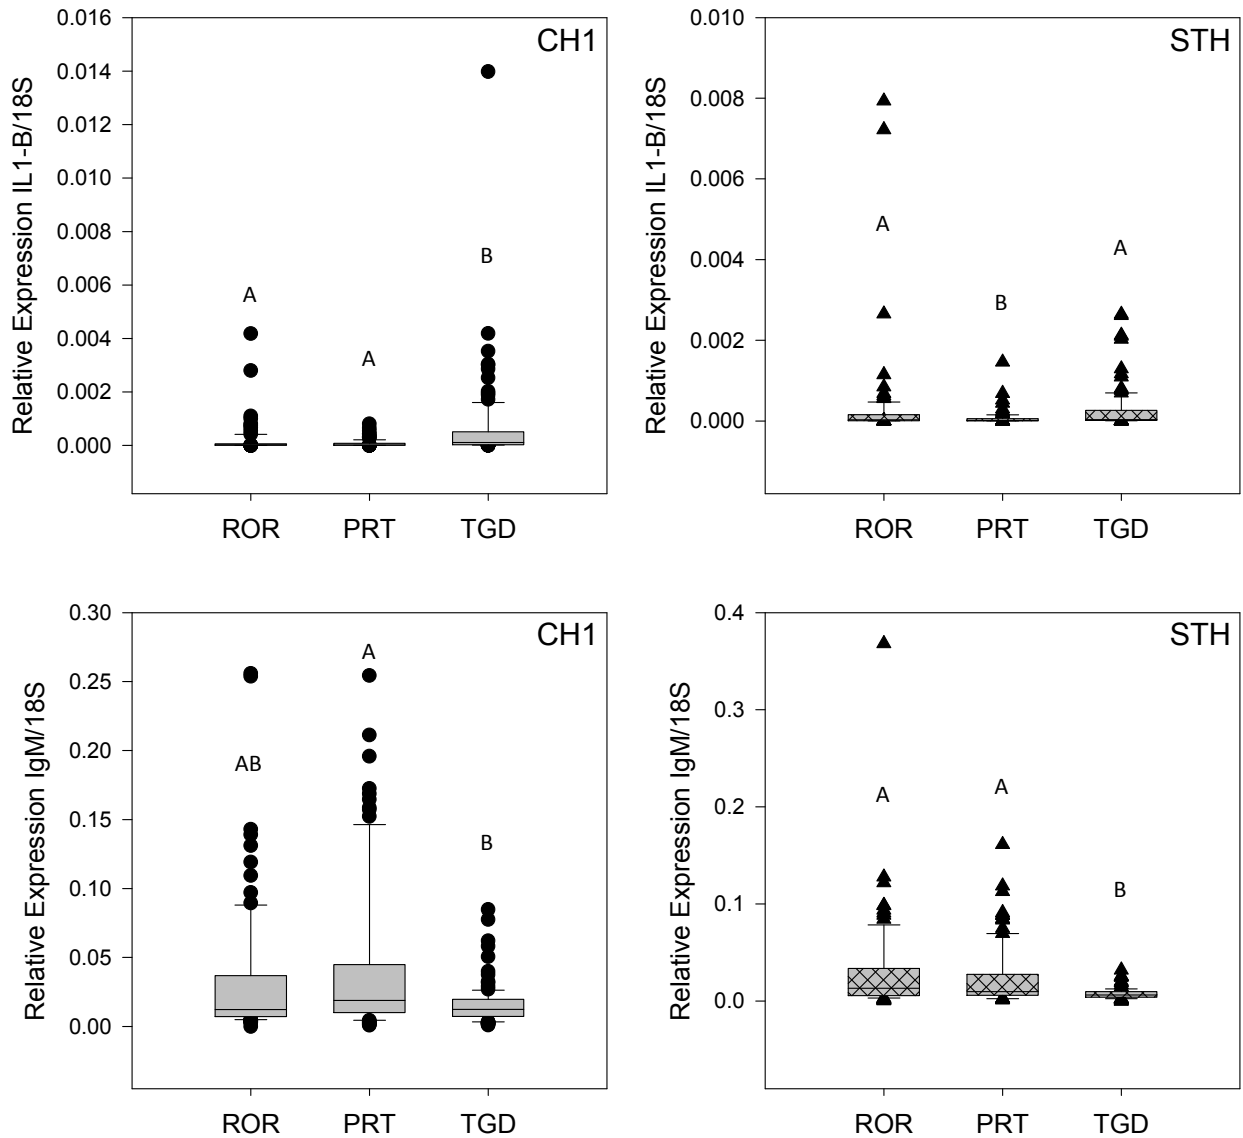 CH1
Relative Expression IL1-B/18S
0.016
0.014
0.012
0.010
0.008
0.006
0.004
0.002
0.000
A
A
B
ROR PRT TGD
STH
Relative Expression IL1-B/18S
0.010
0.008
0.006
0.004
0.002
0.000
A
B
A
ROR PRT TGD
CH1
Relative Expression IgM/18S
0.30
0.25
0.20
0.15
0.10
0.05
0.00
AB
A
B
ROR PRT TGD
STH
Relative Expression IgM/18S
0.4
0.3
0.2
0.1
0.0
A
A
B
ROR PRT TGD